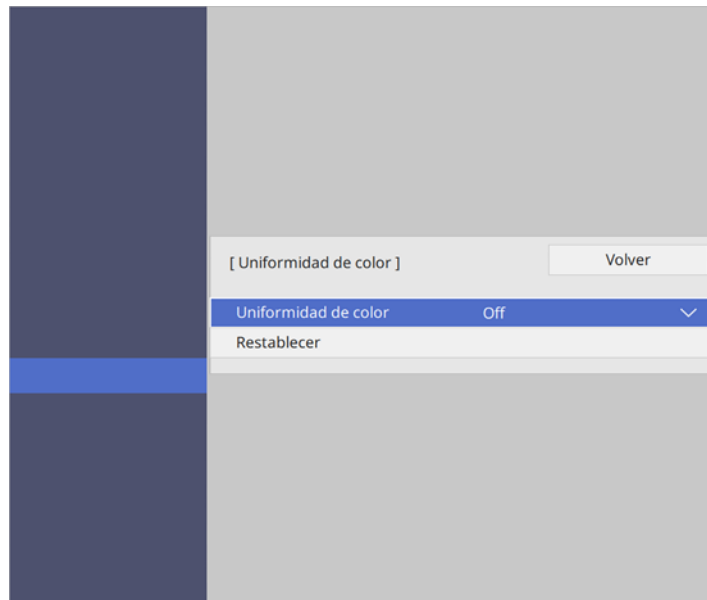 [ Uniformidad de color ] Volver
Uniformidad de color Off
Restablecer